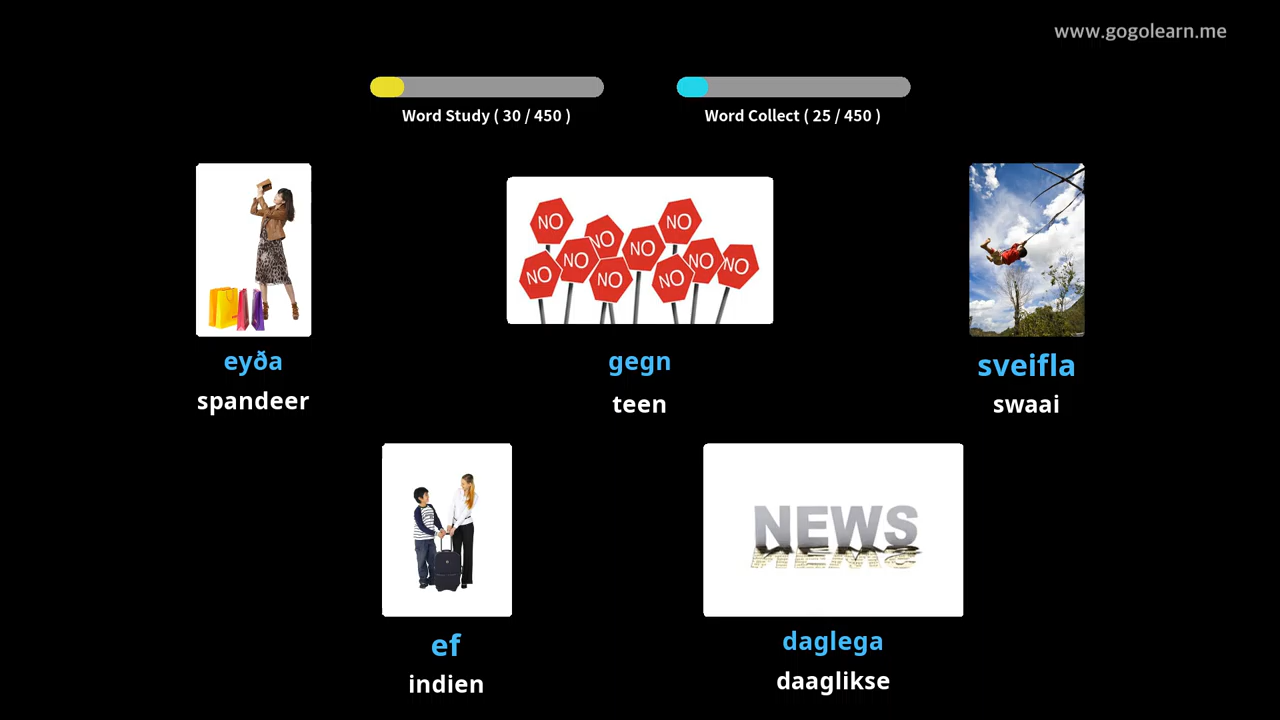 www.gogolearn.me
Word Study ( 30 / 450 )
Word Collect ( 25 / 450 )
NO NO NO NO NO NO NO NO NO NO
eyða
gegn
sveifla
spandeer
teen
swaai
NEWS
ef
daglega
indien
daaglikse